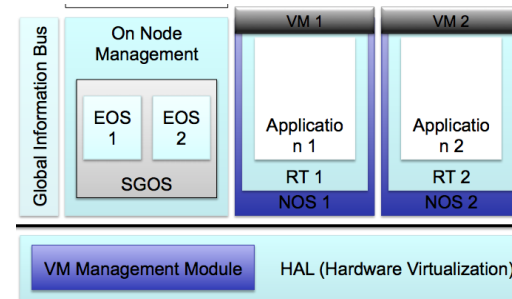 Global Information Bus
On Node
Management
EOS
1
EOS
2
SGOS
VM 1
Applicatio
n 1
RT 1
NOS 1
VM 2
Applicatio
n 2
RT 2
NOS 2
VM Management Module
HAL (Hardware Virtualization)